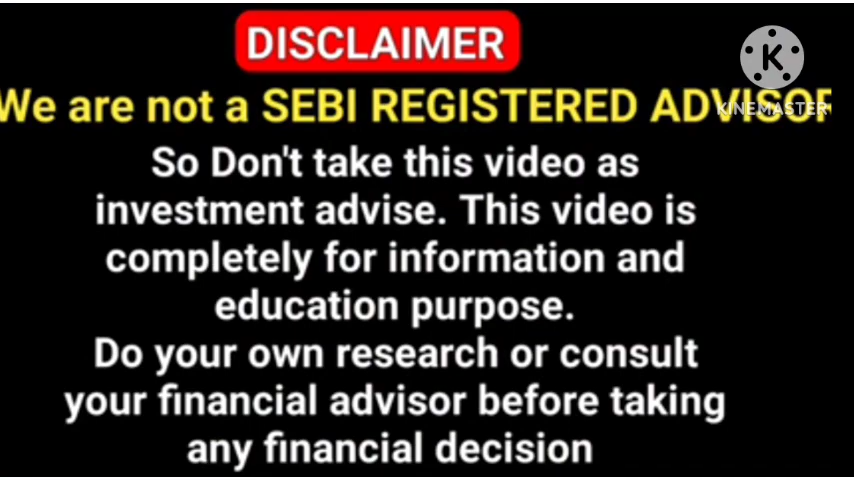 DISCLAIMER
We are not a SEBI REGISTERED ADVISOR
KINEMASTER
So Don't take this video as
investment advise. This video is
completely for information and
education purpose.
Do your own research or consult
your financial advisor before taking
any financial decision